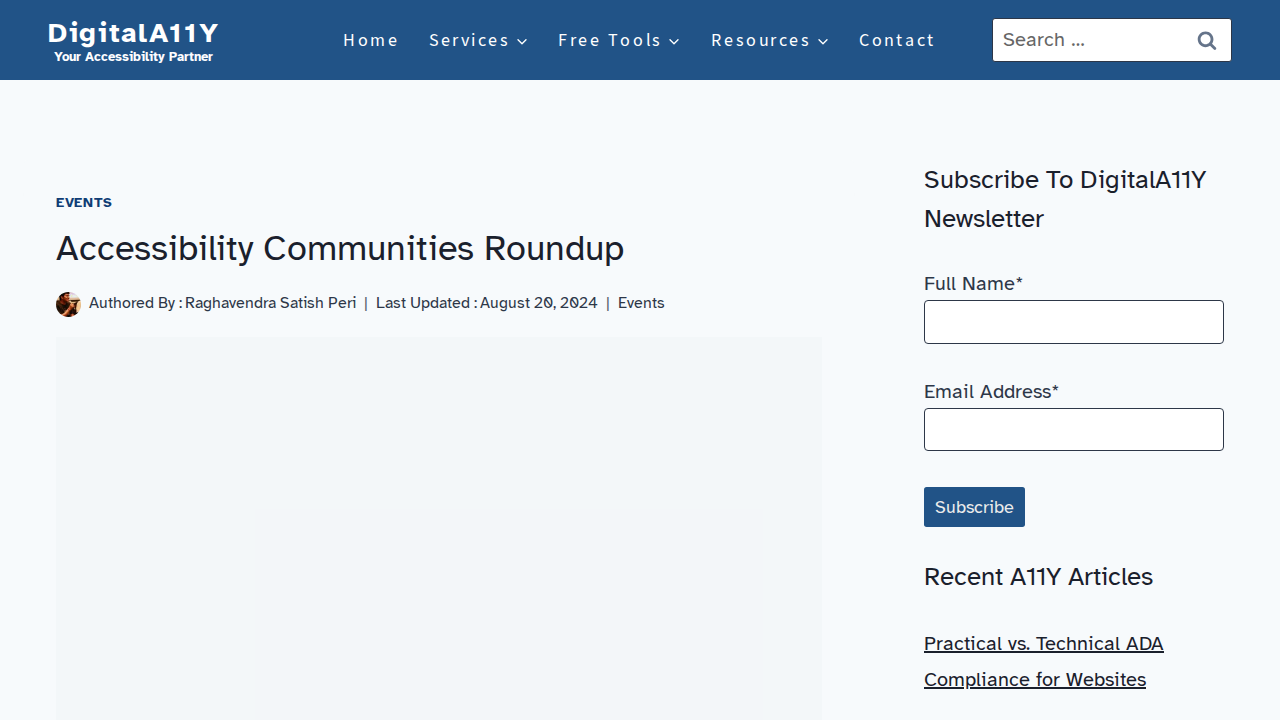 DigitalA11Y
Your Accessibility Partner
Home
Services
Free Tools
Resources
Contact
Search ...
EVENTS
Accessibility Communities Roundup
Authored By : Raghavendra Satish Peri | Last Updated : August 20, 2024 | Events
Subscribe To DigitalA11Y
Newsletter
Full Name*
Email Address*
Subscribe
Recent A11Y Articles
Practical vs. Technical ADA
Compliance for Websites